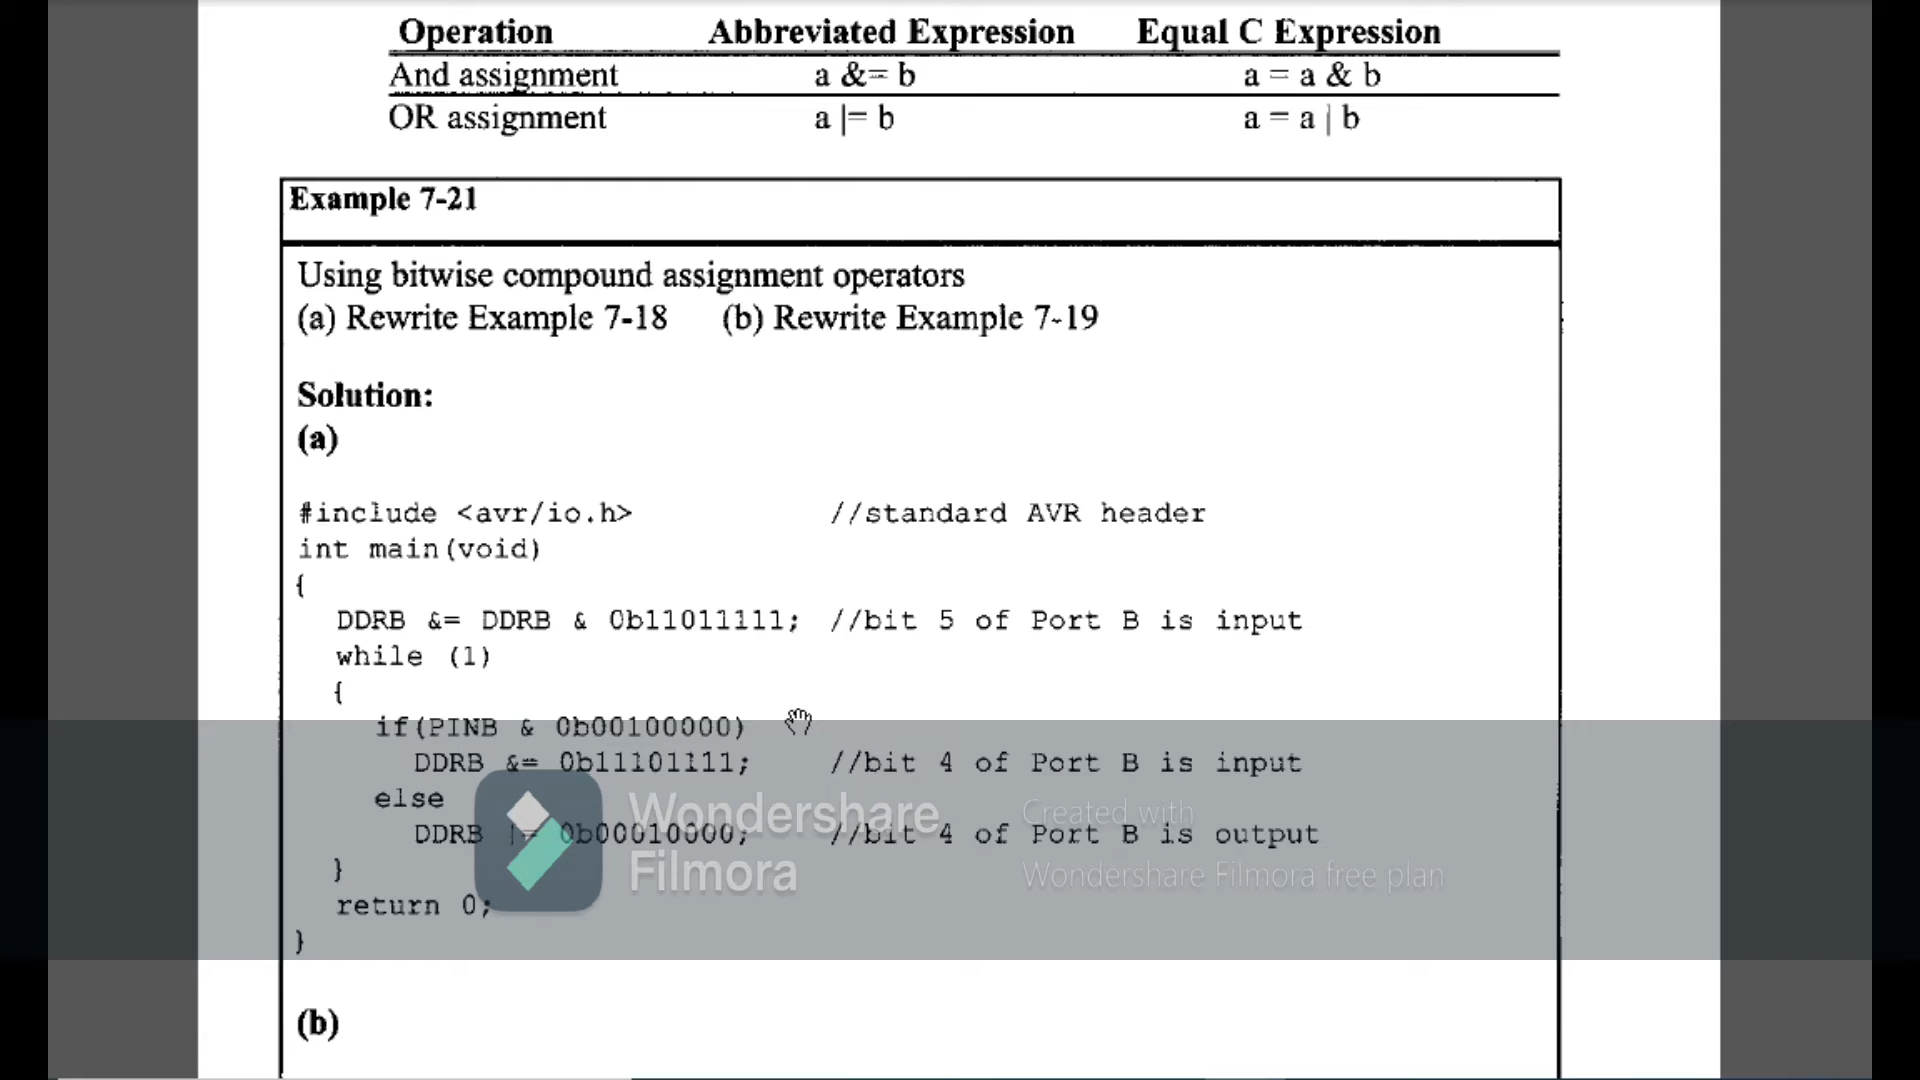 Operation Abbreviated Expression Equal C Expression
And assignment a &= b a = a & b
OR assignment a |= b a = a | b
Example 7-21
Using bitwise compound assignment operators
(a) Rewrite Example 7-18 (b) Rewrite Example 7-19
Solution:
(a)
#include <avr/io.h> //standard AVR header
int main(void)
{
DDRB &= DDRB & 0b11011111; //bit 5 of Port B is input
while (1)
{
if(PINB & 0b00100000)
DDRB &= 0b11101111; //bit 4 of Port B is input
else
DDRB |= 0b00010000; //bit 4 of Port B is output
}
return 0;
}
(b)
Wondershare
Filmora
Created with
Wondershare Filmora free plan